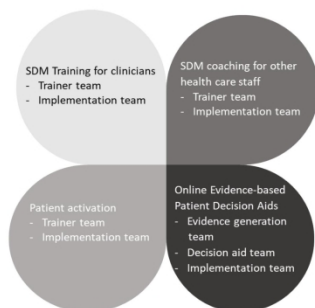 SDM Training for clinicians
- Trainer team
- Implementation team
SDM coaching for other
health care staff
- Trainer team
- Implementation team
Patient activation
- Trainer team
- Implementation team
Online Evidence-based
Patient Decision Aids
- Evidence generation
team
- Decision aid team
- Implementation team